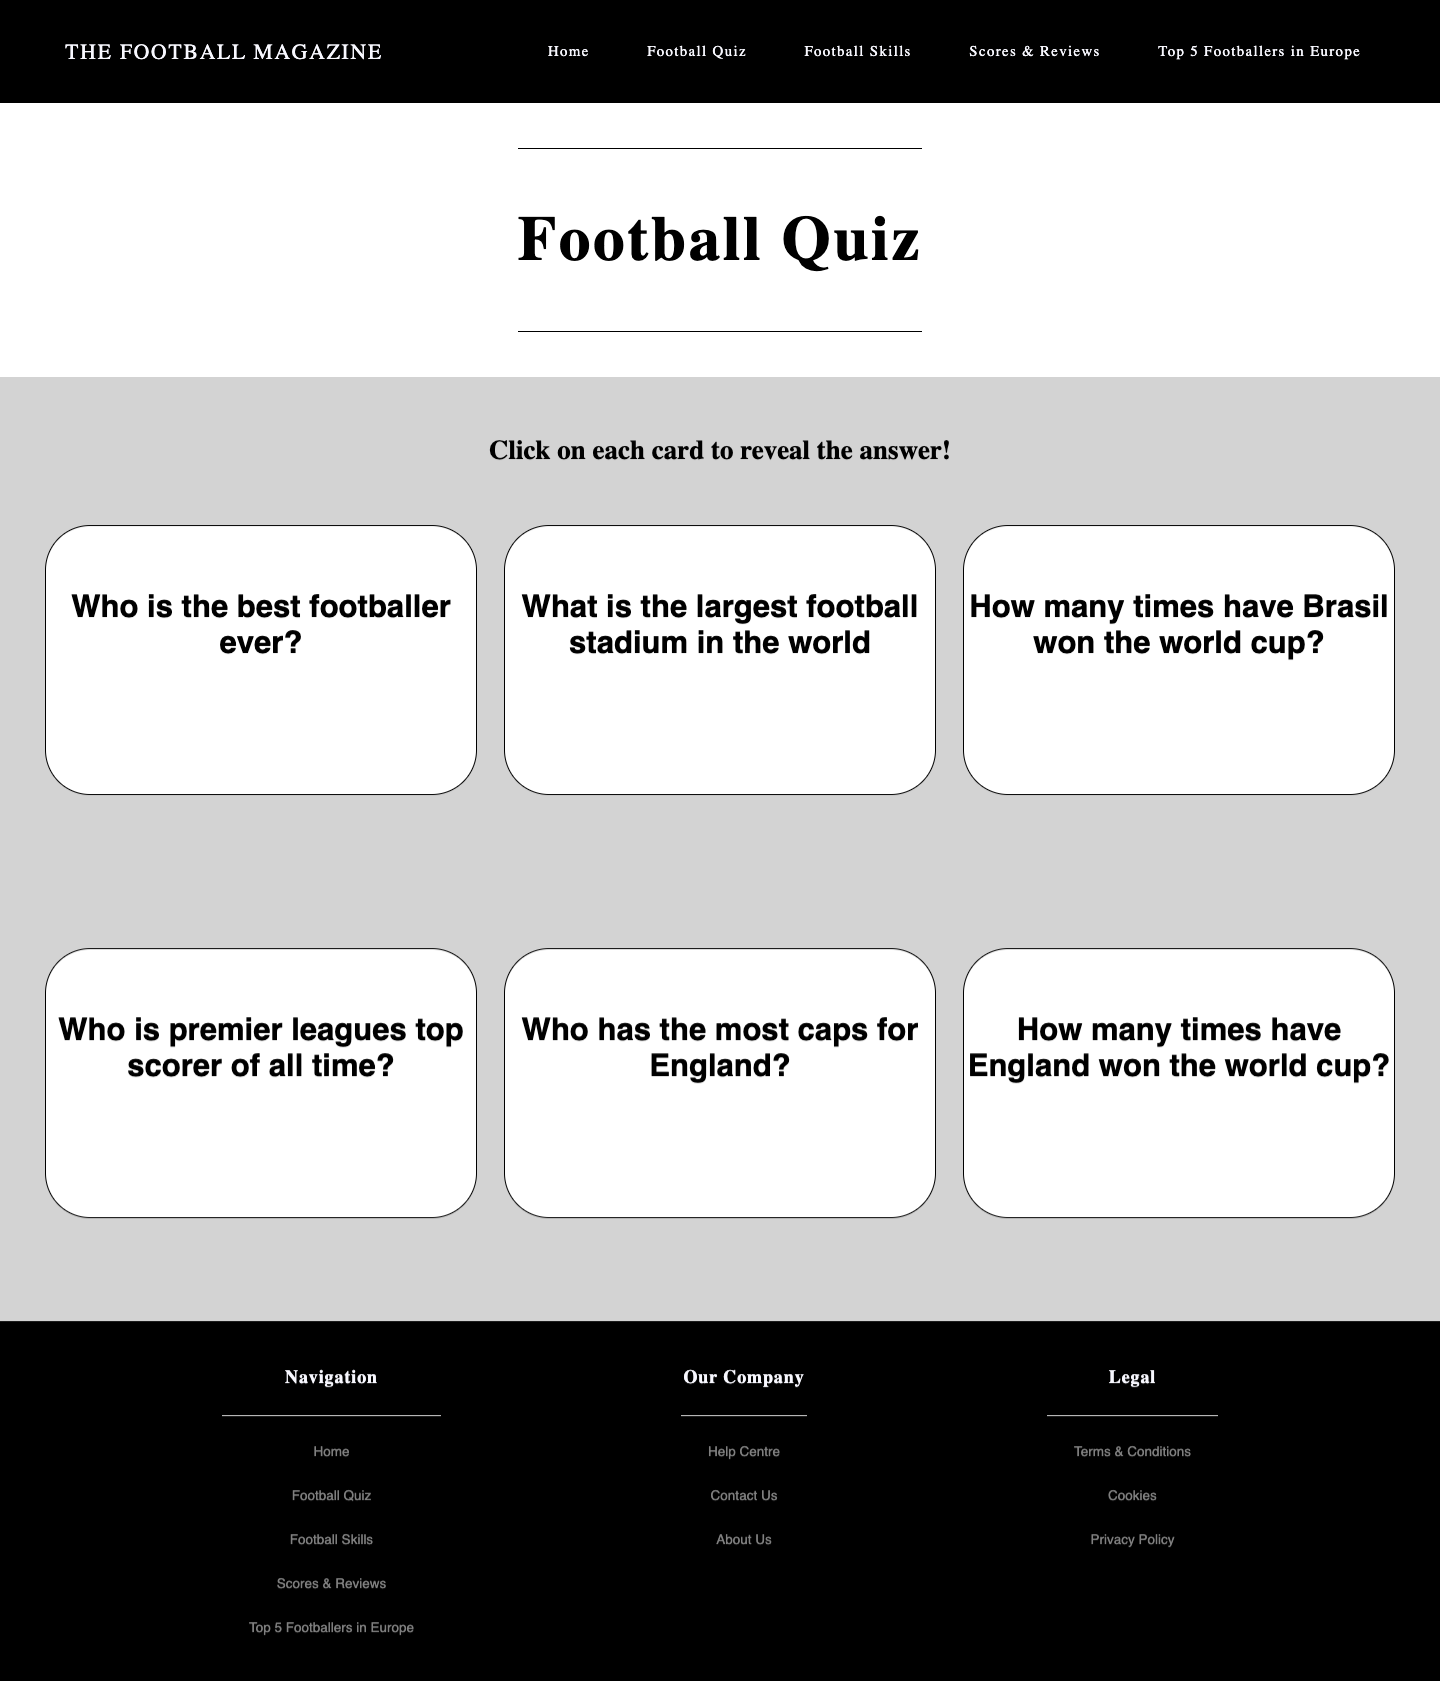 THE FOOTBALL MAGAZINE
Home
Football Quiz
Football Skills
Scores & Reviews
Top 5 Footballers in Europe
Football Quiz
Click on each card to reveal the answer!
Who is the best footballer
ever?
What is the largest football
stadium in the world
How many times have Brasil
won the world cup?
Who is premier leagues top
scorer of all time?
Who has the most caps for
England?
How many times have
England won the world cup?
Navigation
Home
Football Quiz
Football Skills
Scores & Reviews
Top 5 Footballers in Europe
Our Company
Help Centre
Contact Us
About Us
Legal
Terms & Conditions
Cookies
Privacy Policy